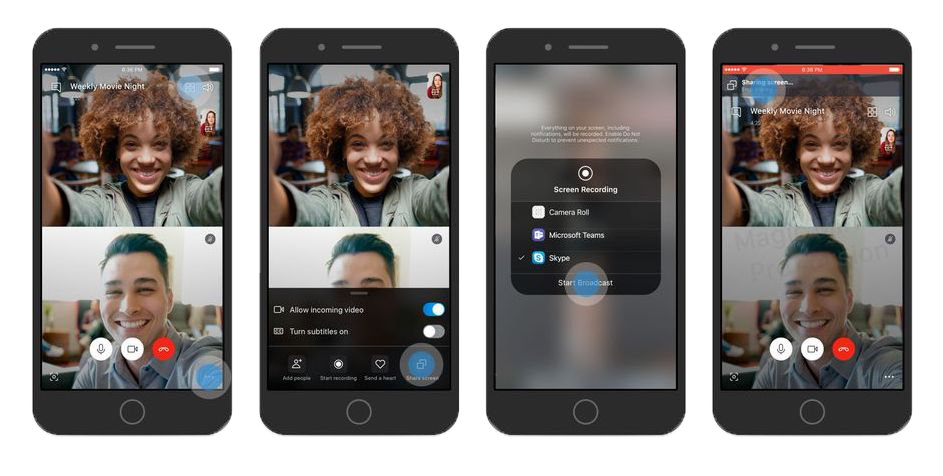 6:36 PM
Weekly Movie Night
Allow incoming video
Turn subtitles on
Add people
Start recording
Send a heart
Share screen
Everything on your screen, including
notifications, will be recorded. Enable Do Not
Disturb to prevent unexpected notifications.
Screen Recording
Camera Roll
Microsoft Teams
Skype
Start Broadcast
6:36 PM
Sharing screen...
Weekly Movie Night